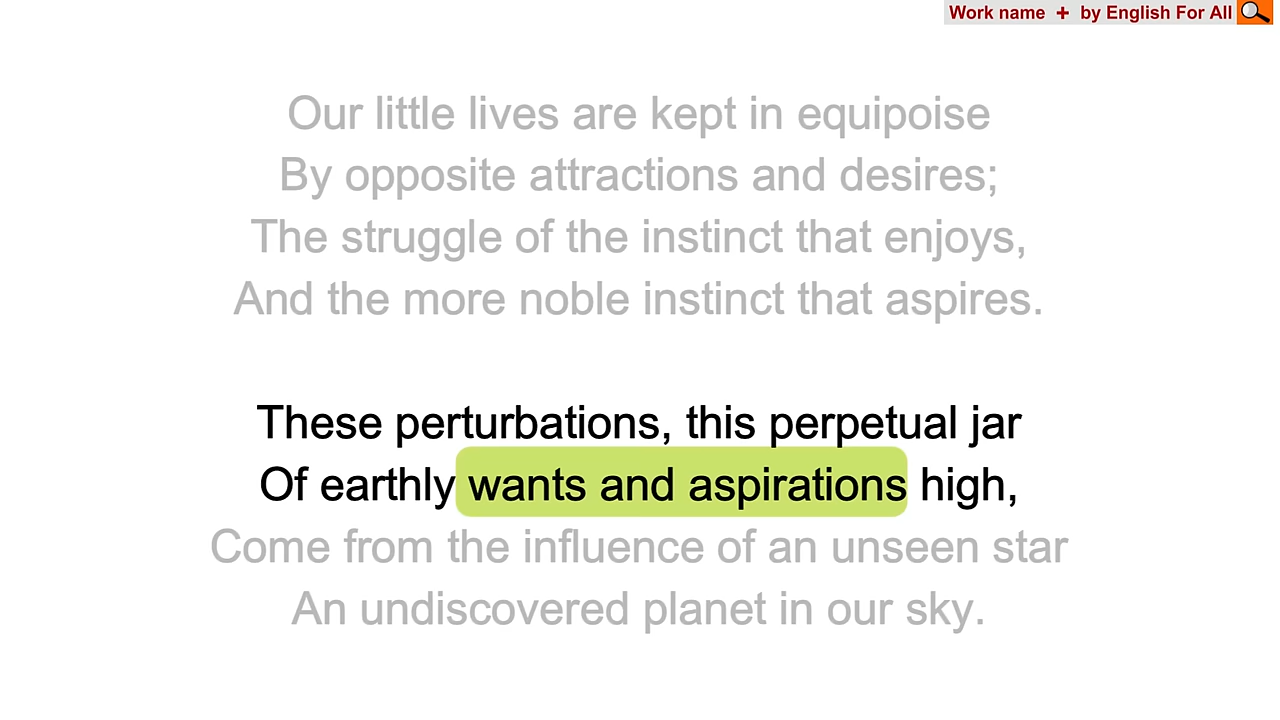 Work name + by English For All
Our little lives are kept in equipoise
By opposite attractions and desires;
The struggle of the instinct that enjoys,
And the more noble instinct that aspires.
These perturbations, this perpetual jar
Of earthly wants and aspirations high,
Come from the influence of an unseen star
An undiscovered planet in our sky.